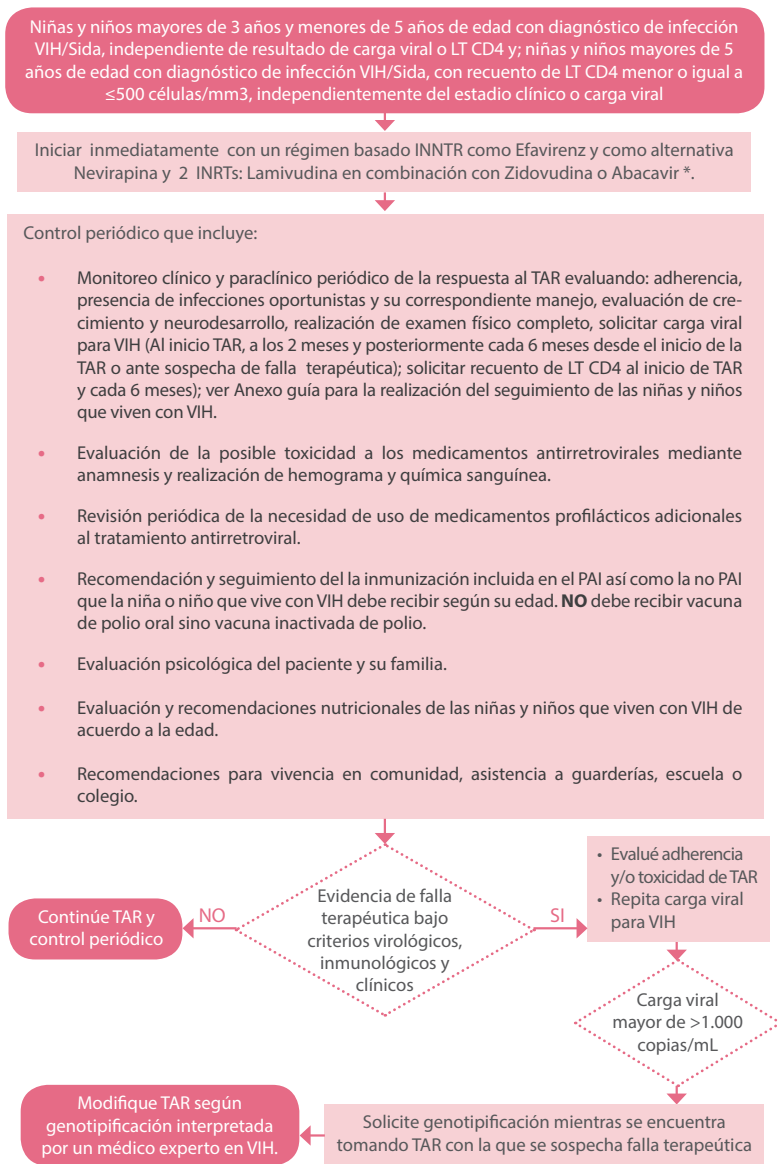 Niñas y niños mayores de 3 años y menores de 5 años de edad con diagnóstico de infección
VIH/Sida, independiente de resultado de carga viral o LT CD4 y; niñas y niños mayores de 5
años de edad con diagnóstico de infección VIH/Sida, con recuento de LT CD4 menor o igual a
≤500 células/mm3, independientemente del estadio clínico o carga viral
Iniciar inmediatamente con un régimen basado INNTR como Efavirenz y como alternativa
Nevirapina y 2 INRTs: Lamivudina en combinación con Zidovudina o Abacavir *.
Control periódico que incluye:
• Monitoreo clínico y paraclínico periódico de la respuesta al TAR evaluando: adherencia,
presencia de infecciones oportunistas y su correspondiente manejo, evaluación de cre-
cimiento y neurodesarrollo, realización de examen físico completo, solicitar carga viral
para VIH (Al inicio TAR, a los 2 meses y posteriormente cada 6 meses desde el inicio de la
TAR o ante sospecha de falla terapéutica); solicitar recuento de LT CD4 al inicio de TAR
y cada 6 meses); ver Anexo guía para la realización del seguimiento de las niñas y niños
que viven con VIH.
• Evaluación de la posible toxicidad a los medicamentos antirretrovirales mediante
anamnesis y realización de hemograma y química sanguínea.
• Revisión periódica de la necesidad de uso de medicamentos profilácticos adicionales
al tratamiento antirretroviral.
• Recomendación y seguimiento del la inmunización incluida en el PAI así como la no PAI
que la niña o niño que vive con VIH debe recibir según su edad. NO debe recibir vacuna
de polio oral sino vacuna inactivada de polio.
• Evaluación psicológica del paciente y su familia.
• Evaluación y recomendaciones nutricionales de las niñas y niños que viven con VIH de
acuerdo a la edad.
• Recomendaciones para vivencia en comunidad, asistencia a guarderías, escuela o
colegio.
Continúe TAR y
control periódico
NO
Evidencia de falla
terapéutica bajo
criterios virológicos,
inmunológicos y
clínicos
SI
• Evalué adherencia
y/o toxicidad de TAR
• Repita carga viral
para VIH
Carga viral
mayor de >1.000
copias/mL
Modifique TAR según
genotipificación interpretada
por un médico experto en VIH.
Solicite genotipificación mientras se encuentra
tomando TAR con la que se sospecha falla terapeútica